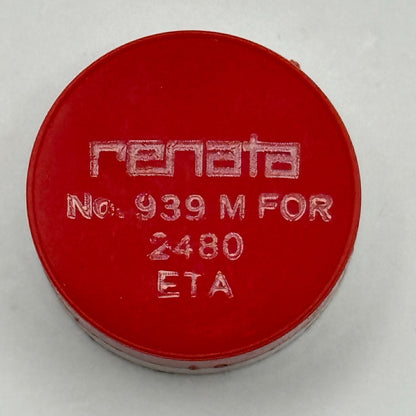 renata
No. 939 M FOR
2480
ETA